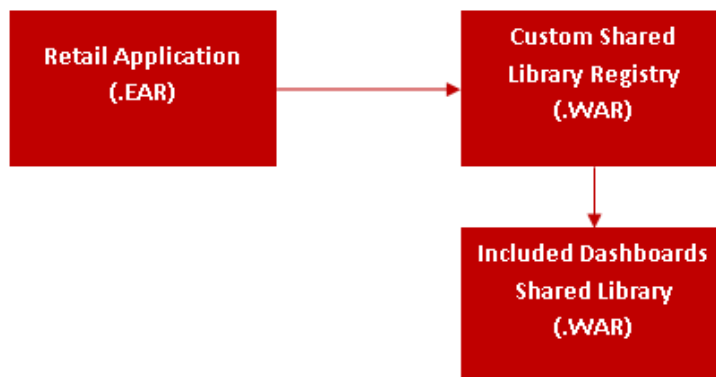 Retail Application
(.EAR)
Custom Shared
Library Registry
(.WAR)
Included Dashboards
Shared Library
(.WAR)